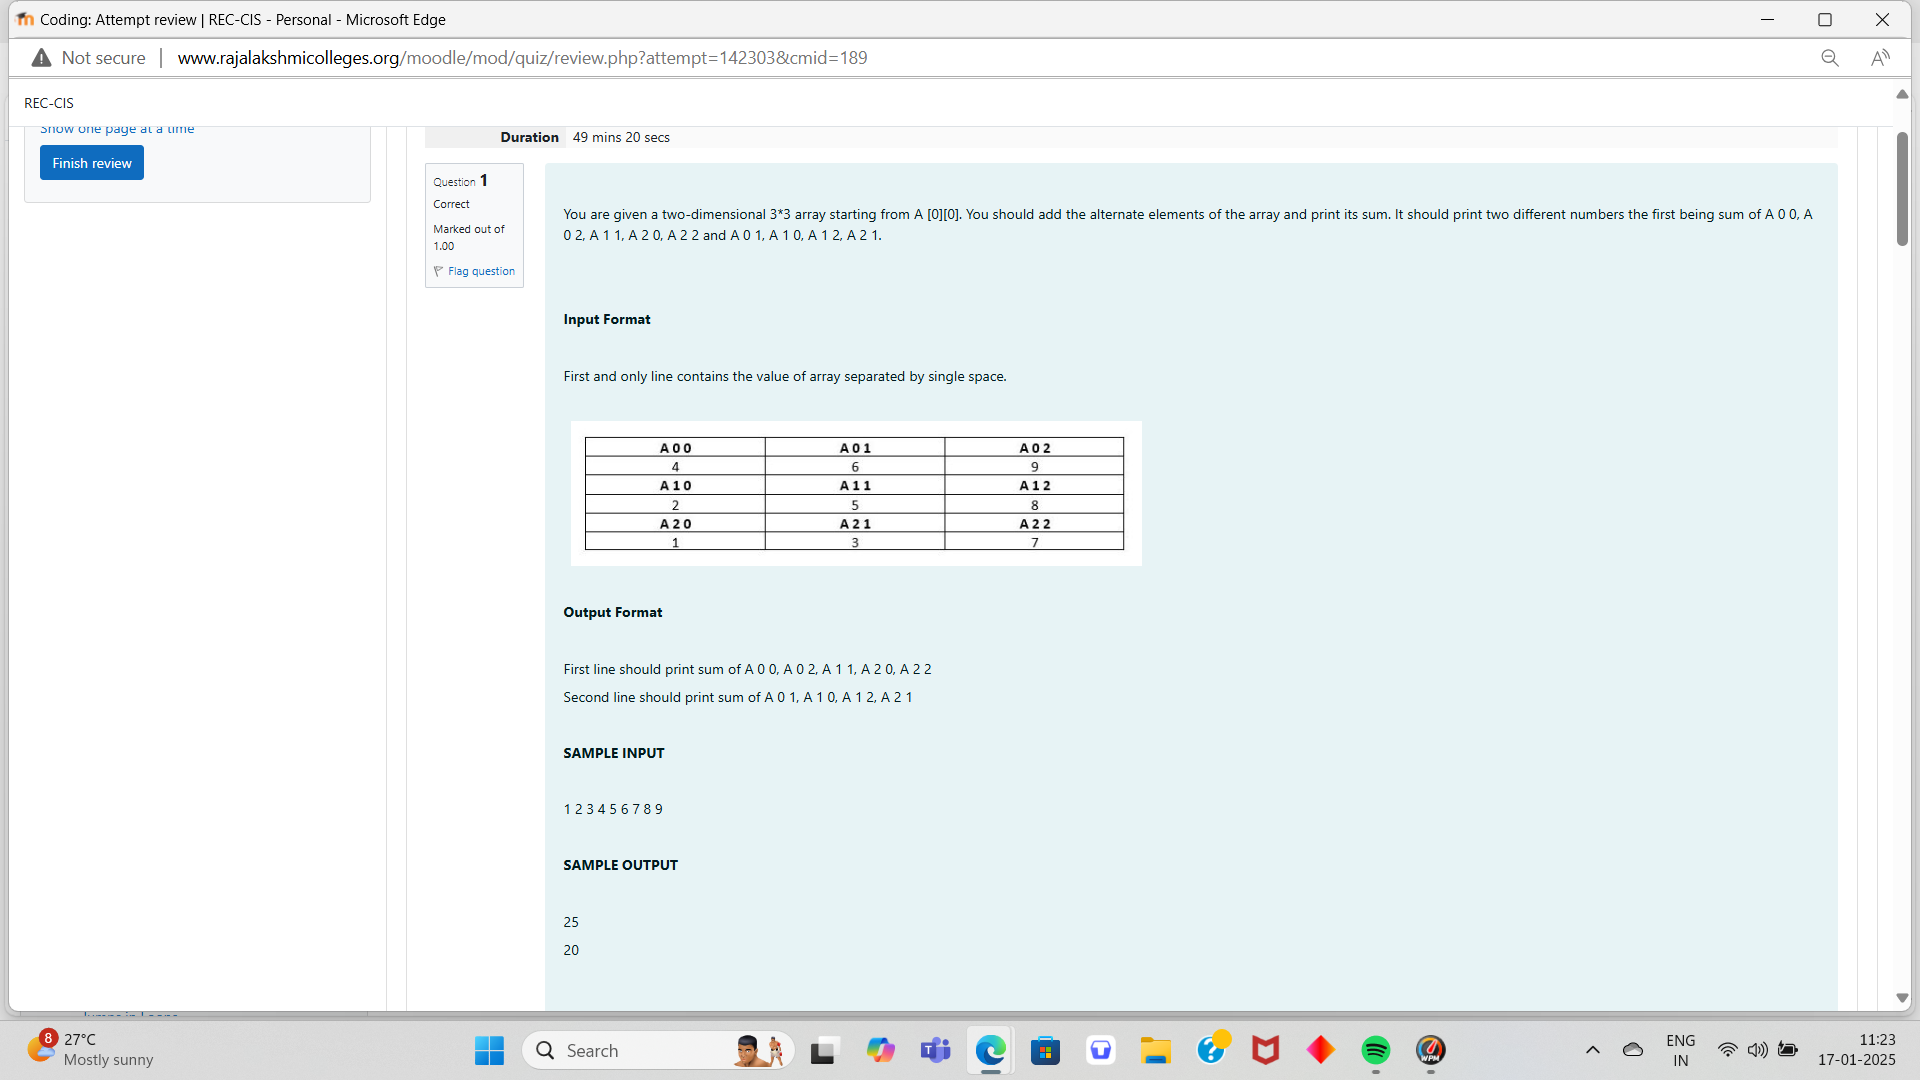 Coding: Attempt review | REC-CIS - Personal - Microsoft Edge
Not secure | www.rajalakshmicolleges.org/moodle/mod/quiz/review.php?attempt=142303&cmid=189
REC-CIS
Show one page at a time
Finish review
Duration 49 mins 20 secs
Question 1
Correct
Marked out of
1.00
Flag question
You are given a two-dimensional 3*3 array starting from A [0][0]. You should add the alternate elements of the array and print its sum. It should print two different numbers the first being sum of A 0 0, A
0 2, A 1 1, A 2 0, A 2 2 and A 0 1, A 1 0, A 1 2, A 2 1.
Input Format
First and only line contains the value of array separated by single space.
A 0 0 A 0 1 A 0 2
4 6 9
A 1 0 A 1 1 A 1 2
2 5 8
A 2 0 A 2 1 A 2 2
1 3 7
Output Format
First line should print sum of A 0 0, A 0 2, A 1 1, A 2 0, A 2 2
Second line should print sum of A 0 1, A 1 0, A 1 2, A 2 1
SAMPLE INPUT
1 2 3 4 5 6 7 8 9
SAMPLE OUTPUT
25
20
8
27°C
Mostly sunny
Search
WPM
ENG
IN
11:23
17-01-2025